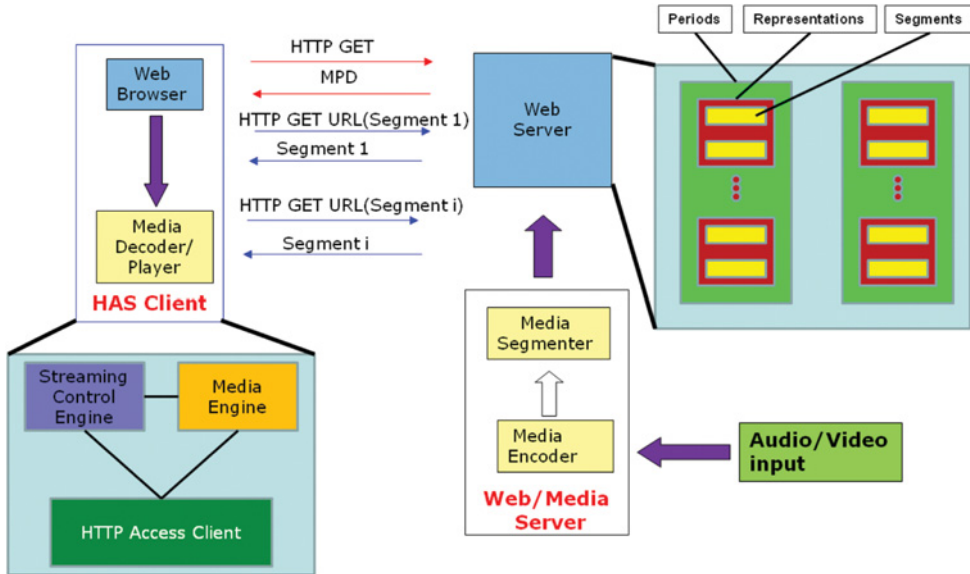 Periods
Representations
Segments
HTTP GET
MPD
HTTP GET URL(Segment 1)
Segment 1
HTTP GET URL(Segment i)
Segment i
Web
Browser
Media
Decoder/
Player
HAS Client
Web
Server
Streaming
Control
Engine
Media
Engine
HTTP Access Client
Media
Segmenter
Media
Encoder
Web/Media
Server
Audio/Video
input